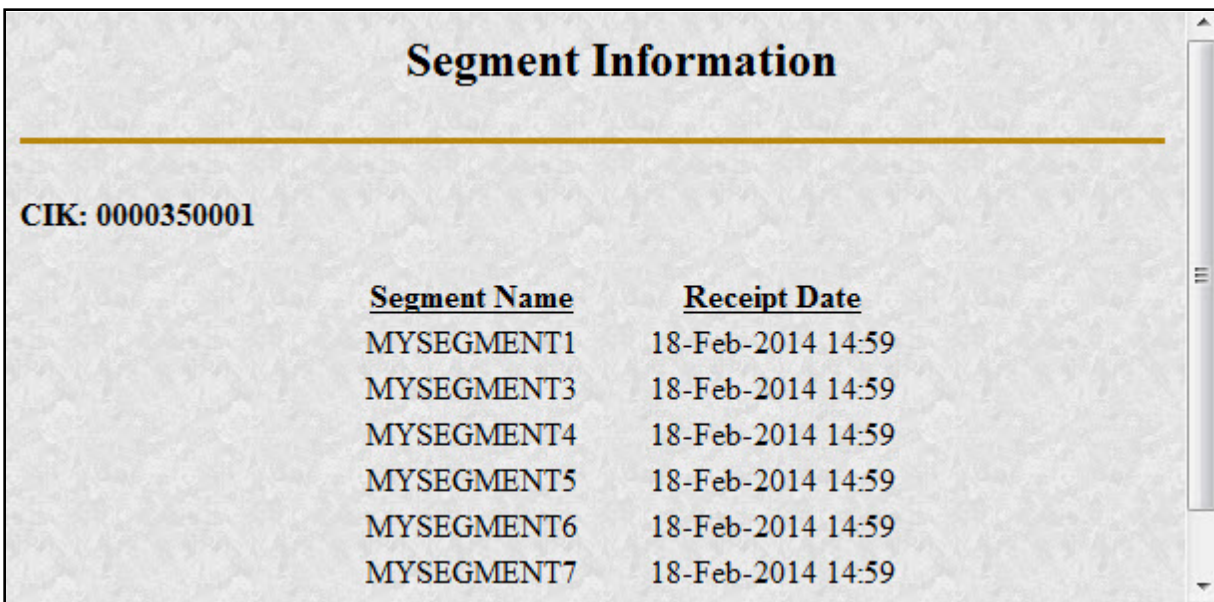 Segment Information
CIK: 0000350001
Segment Name Receipt Date
MYSEGMENT1 18-Feb-2014 14:59
MYSEGMENT3 18-Feb-2014 14:59
MYSEGMENT4 18-Feb-2014 14:59
MYSEGMENT5 18-Feb-2014 14:59
MYSEGMENT6 18-Feb-2014 14:59
MYSEGMENT7 18-Feb-2014 14:59